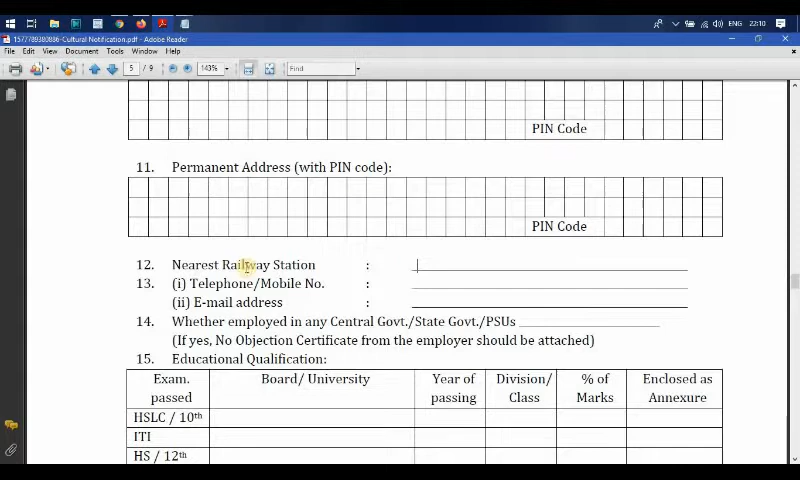 ENG 22:10
1577789380886-Cultural Notification.pdf - Adobe Reader
File Edit View Document Tools Window Help
5 / 9 143% Find
PIN Code
11. Permanent Address (with PIN code):
PIN Code
12. Nearest Railway Station :
13. (i) Telephone/Mobile No. :
(ii) E-mail address :
14. Whether employed in any Central Govt./State Govt./PSUs
(If yes, No Objection Certificate from the employer should be attached)
15. Educational Qualification:
Exam. passed Board/ University Year of passing Division/ Class % of Marks Enclosed as Annexure
HSLC / 10th
ITI
HS / 12th